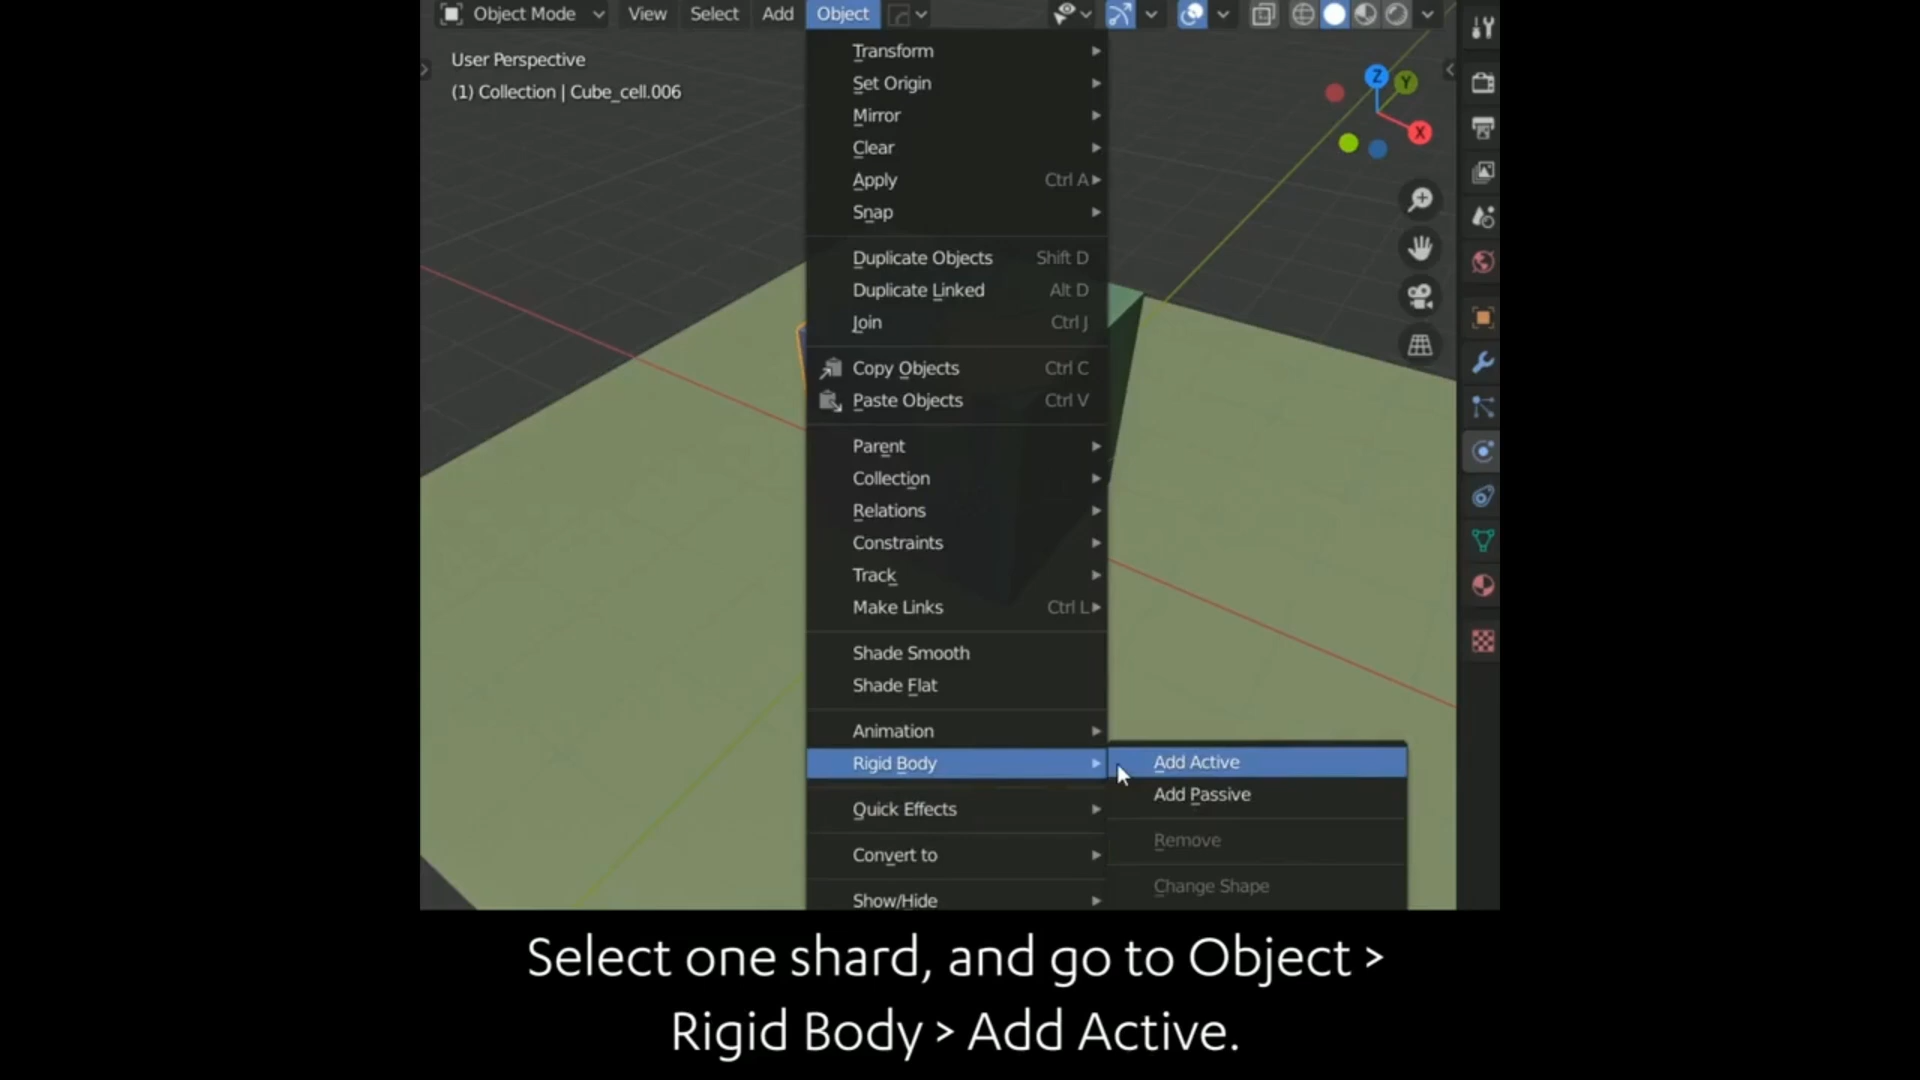 Object Mode View Select Add Object
User Perspective
(1) Collection | Cube_cell.006
Z Y
X
Transform
Set Origin
Mirror
Clear
Apply Ctrl A
Snap
Duplicate Objects Shift D
Duplicate Linked Alt D
Join Ctrl J
Copy Objects Ctrl C
Paste Objects Ctrl V
Parent
Collection
Relations
Constraints
Track
Make Links Ctrl L
Shade Smooth
Shade Flat
Animation
Rigid Body
Add Active
Add Passive
Remove
Change Shape
Quick Effects
Convert to
Show/Hide
Select one shard, and go to Object >
Rigid Body > Add Active.